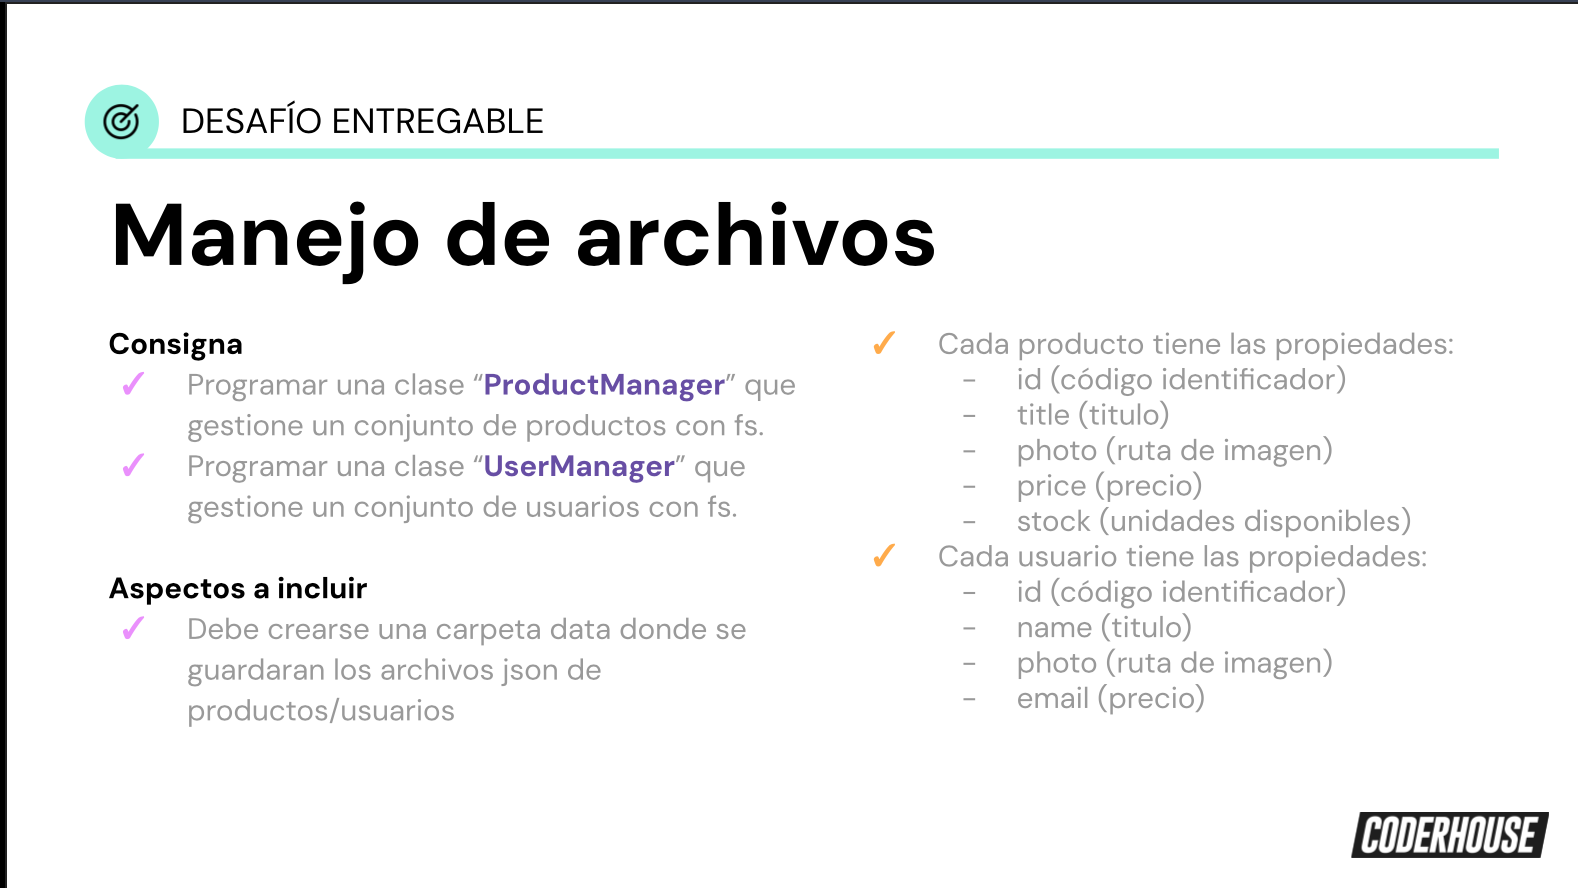 DESAFÍO ENTREGABLE
Manejo de archivos
Consigna
✓ Programar una clase “ProductManager” que
gestione un conjunto de productos con fs.
✓ Programar una clase “UserManager” que
gestione un conjunto de usuarios con fs.
Aspectos a incluir
✓ Debe crearse una carpeta data donde se
guardaran los archivos json de
productos/usuarios
✓ Cada producto tiene las propiedades:
- id (código identificador)
- title (titulo)
- photo (ruta de imagen)
- price (precio)
- stock (unidades disponibles)
✓ Cada usuario tiene las propiedades:
- id (código identificador)
- name (titulo)
- photo (ruta de imagen)
- email (precio)
CODERHOUSE